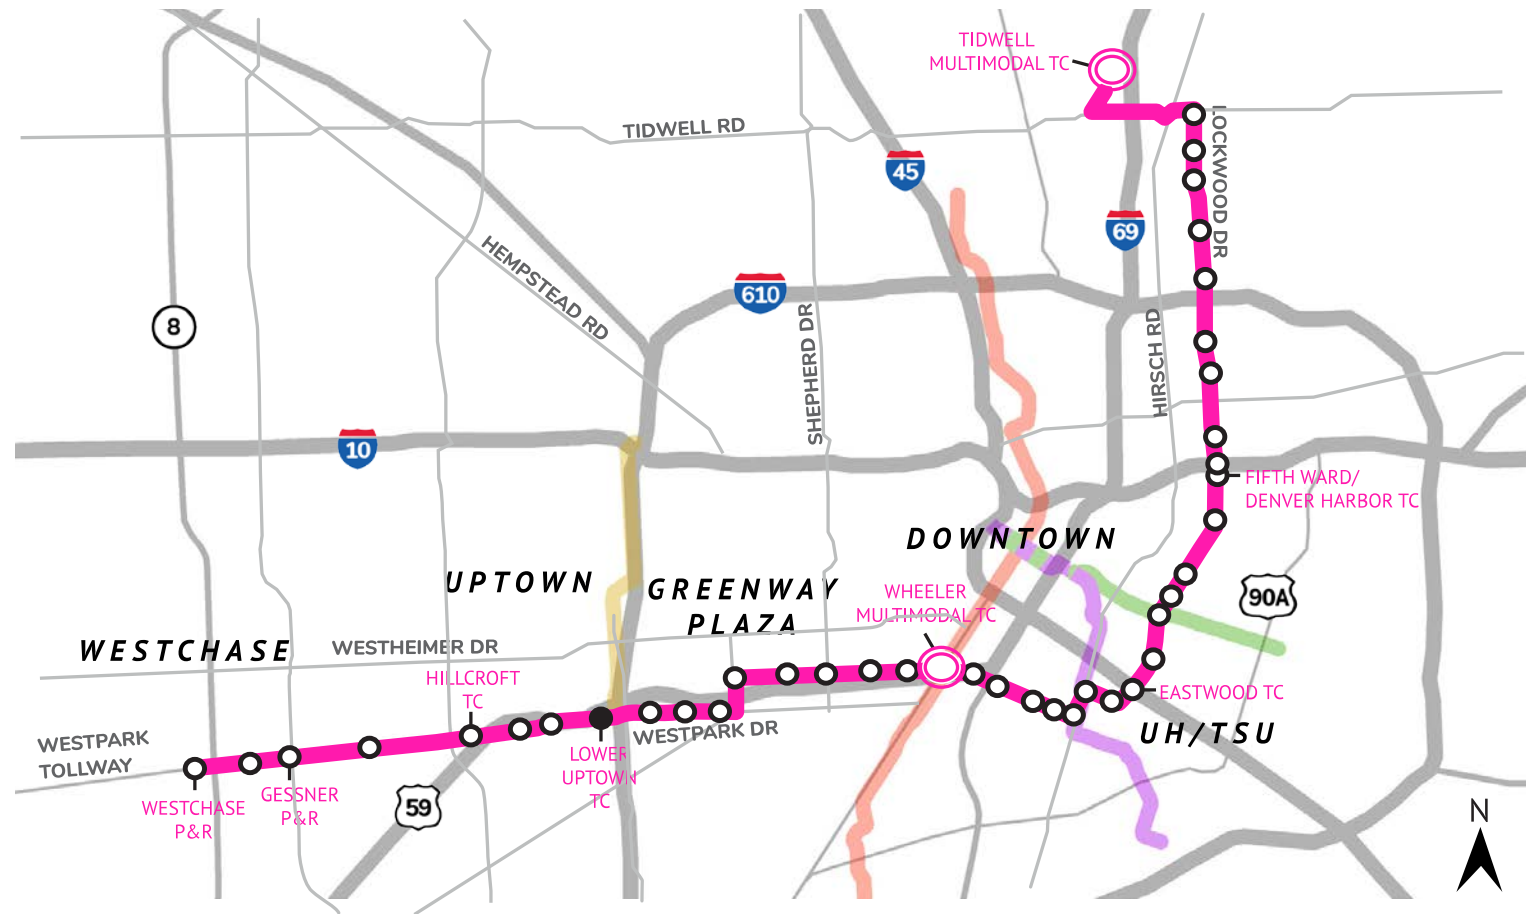 TIDWELL
MULTIMODAL TC
TIDWELL RD
LOCKWOOD DR
45
69
HEMPSTEAD RD
610
8
SHEPHERD DR
HIRSCH RD
10
FIFTH WARD/
DENVER HARBOR TC
DOWNTOWN
UPTOWN
GREENWAY
PLAZA
WHEELER
MULTIMODAL TC
90A
WESTCHASE
WESTHEIMER DR
HILLCROFT
TC
EASTWOOD TC
UH/TSU
WESTPARK
TOLLWAY
WESTPARK DR
LOWER
UPTOWN
TC
WESTCHASE
P&R
GESSNER
P&R
59
N